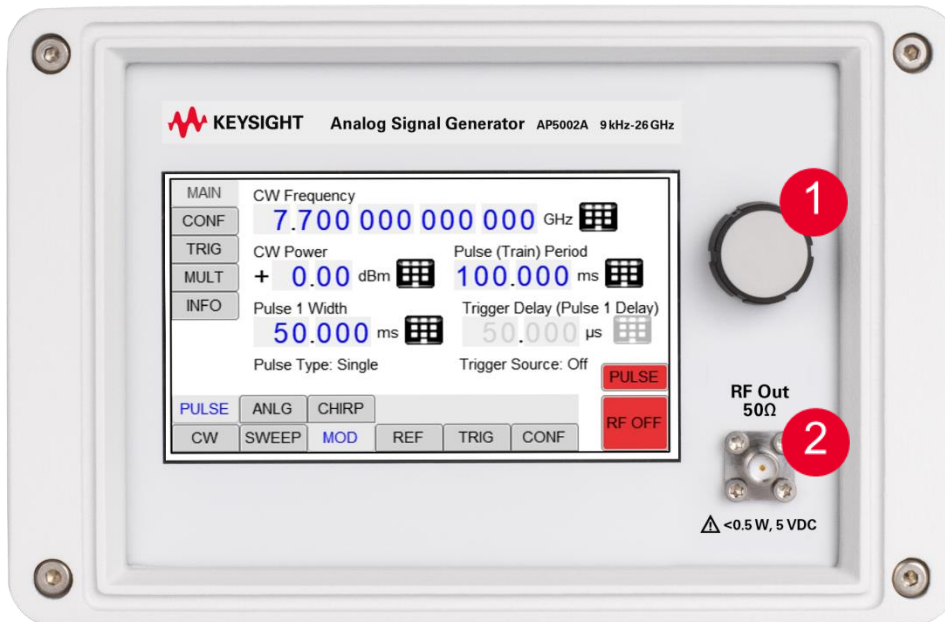 KEYSIGHT Analog Signal Generator AP5002A 9 kHz-26 GHz
1
MAIN
CONF
TRIG
MULT
INFO
CW Frequency
7.700 000 000 000 GHz
CW Power
+ 0.00 dBm
Pulse (Train) Period
100.000 ms
Pulse 1 Width
50.000 ms
Trigger Delay (Pulse 1 Delay)
50.000 µs
Pulse Type: Single
Trigger Source: Off
PULSE
RF OFF
PULSE ANLG CHIRP
CW SWEEP MOD REF TRIG CONF
RF Out
50Ω
2
⚠ <0.5 W, 5 VDC